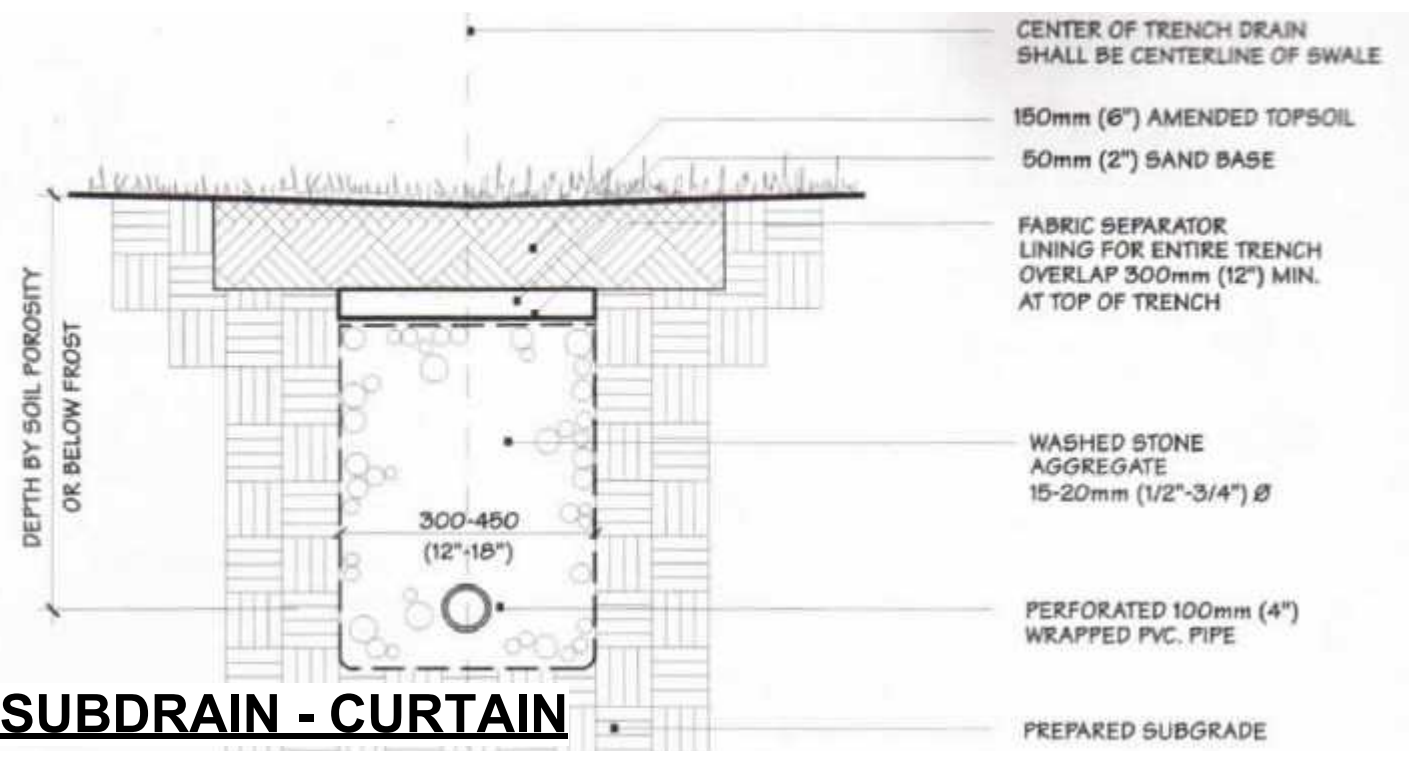 CENTER OF TRENCH DRAIN
SHALL BE CENTERLINE OF SWALE
150mm (6") AMENDED TOPSOIL
50mm (2") SAND BASE
FABRIC SEPARATOR
LINING FOR ENTIRE TRENCH
OVERLAP 300mm (12") MIN.
AT TOP OF TRENCH
DEPTH BY SOIL POROSITY
OR BELOW FROST
WASHED STONE
AGGREGATE
15-20mm (1/2"-3/4") Ø
300-450
(12"-18")
PERFORATED 100mm (4")
WRAPPED PVC. PIPE
SUBDRAIN - CURTAIN
PREPARED SUBGRADE